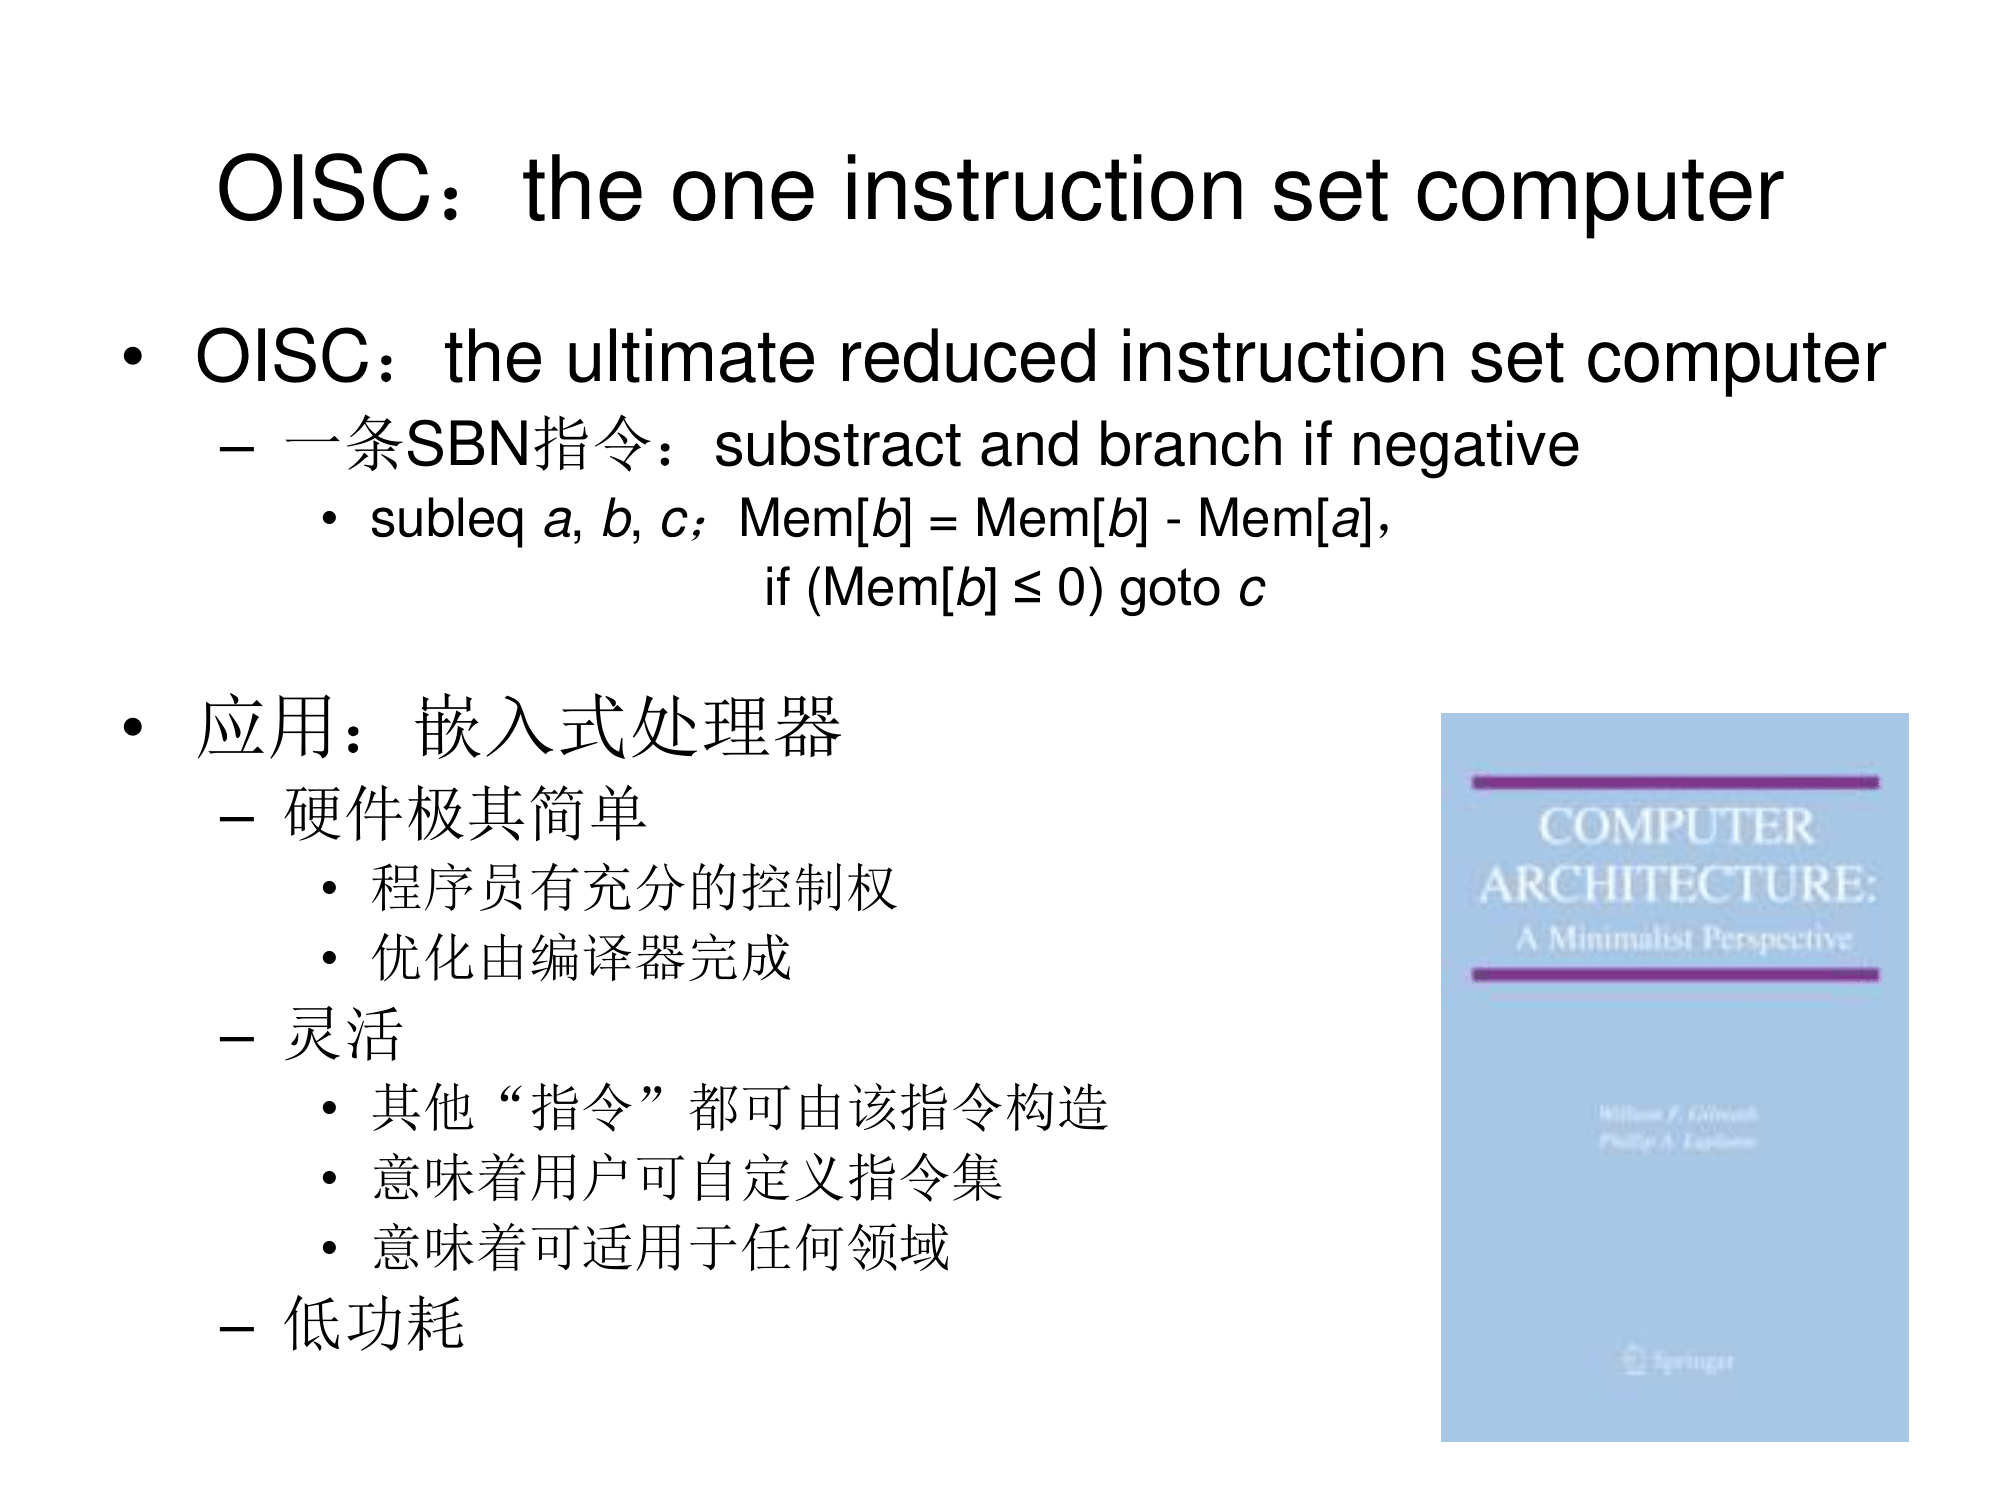 OISC：the one instruction set computer
• OISC：the ultimate reduced instruction set computer
– 一条SBN指令：substract and branch if negative
• subleq a, b, c；Mem[b] = Mem[b] - Mem[a]，
if (Mem[b] ≤ 0) goto c
• 应用：嵌入式处理器
– 硬件极其简单
• 程序员有充分的控制权
• 优化由编译器完成
– 灵活
• 其他“指令”都可由该指令构造
• 意味着用户可自定义指令集
• 意味着可适用于任何领域
– 低功耗
COMPUTER
ARCHITECTURE:
A Minimalist Perspective
William F. Gilreath
Phillip A. Laplante
Springer